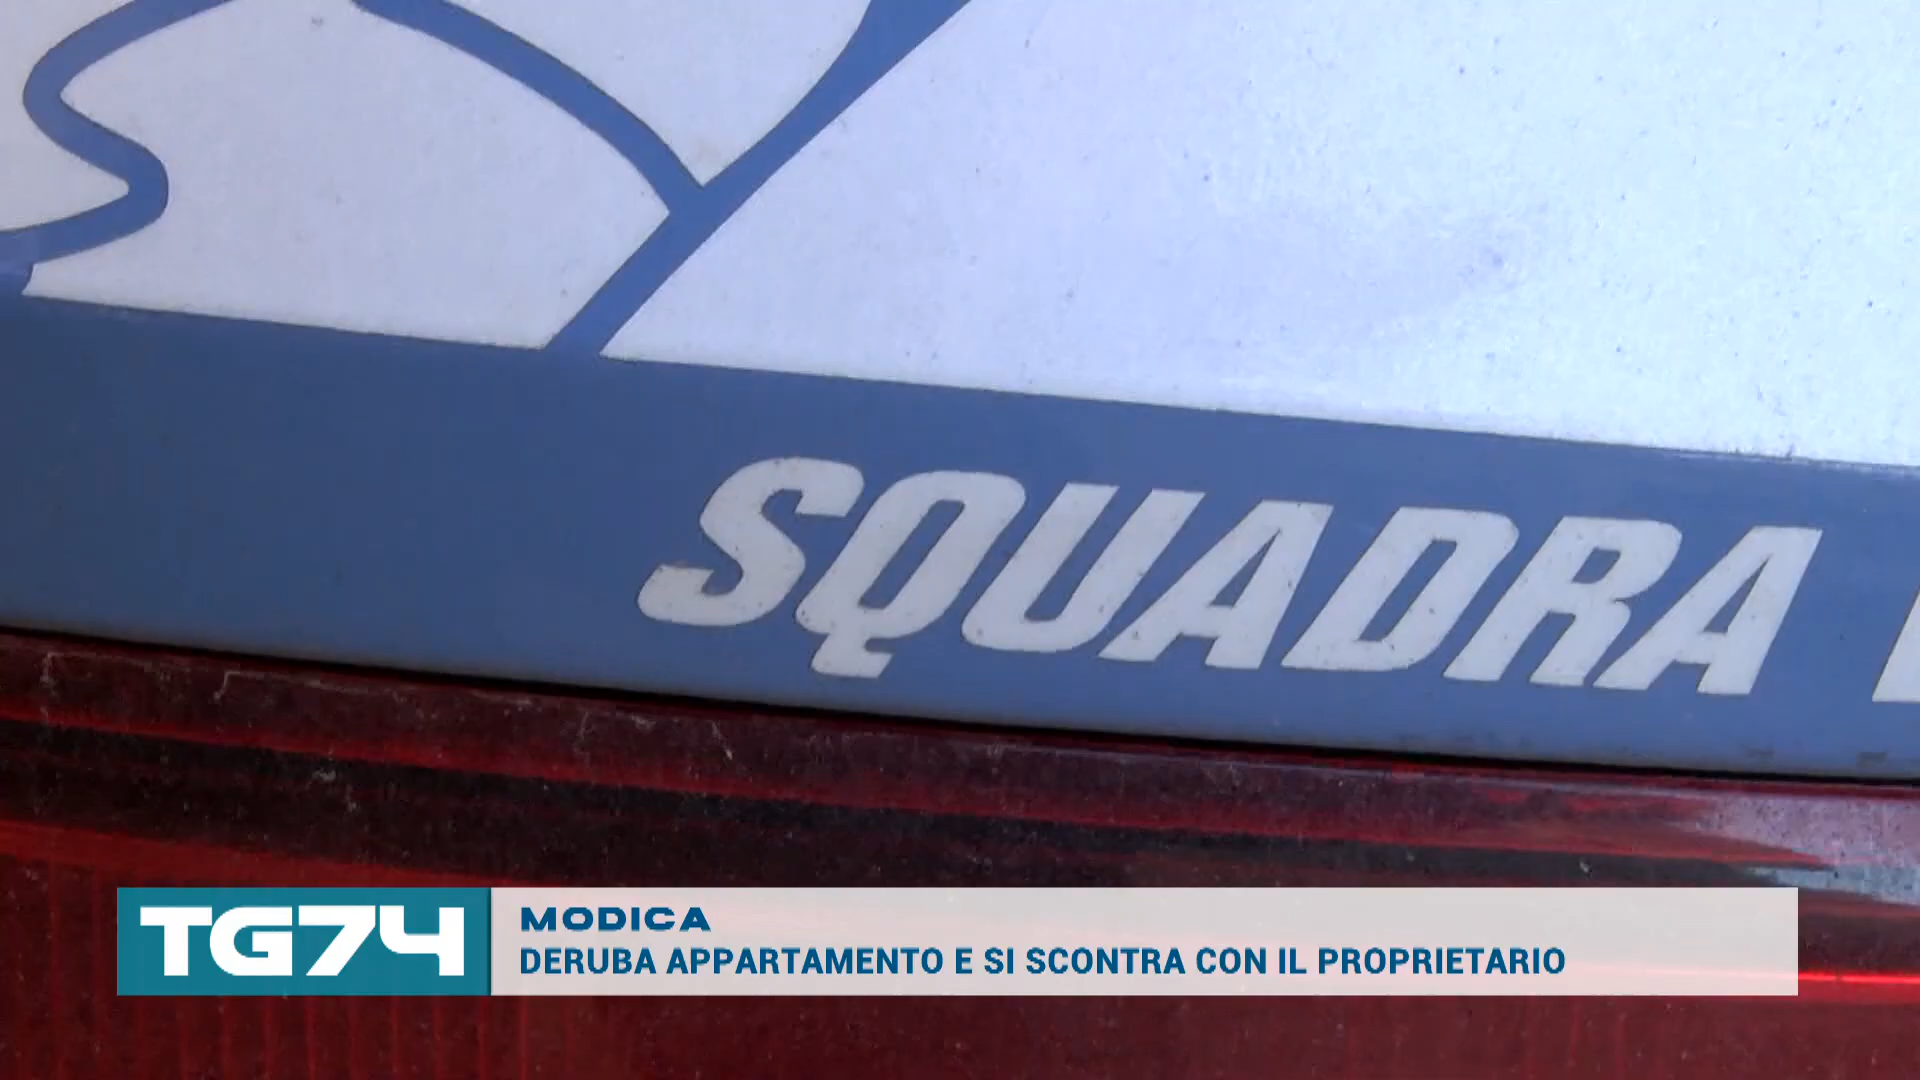 SQUADRA
TG74
MODICA
DERUBA APPARTAMENTO E SI SCONTRA CON IL PROPRIETARIO